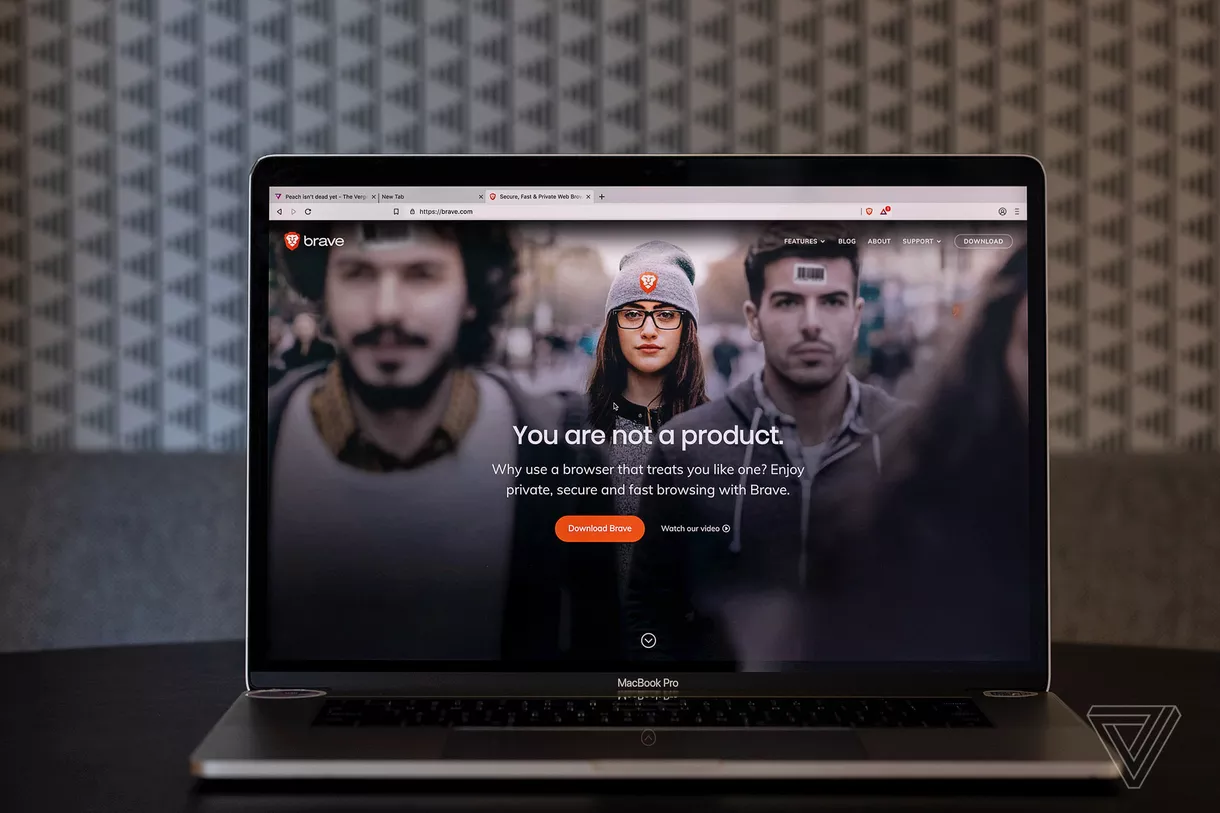 Peach isn't dead yet - The Verg
New Tab
Secure, Fast & Private Web Brow
https://brave.com
brave
FEATURES
BLOG
ABOUT
SUPPORT
DOWNLOAD
You are not a product.
Why use a browser that treats you like one? Enjoy
private, secure and fast browsing with Brave.
Download Brave
Watch our video
MacBook Pro